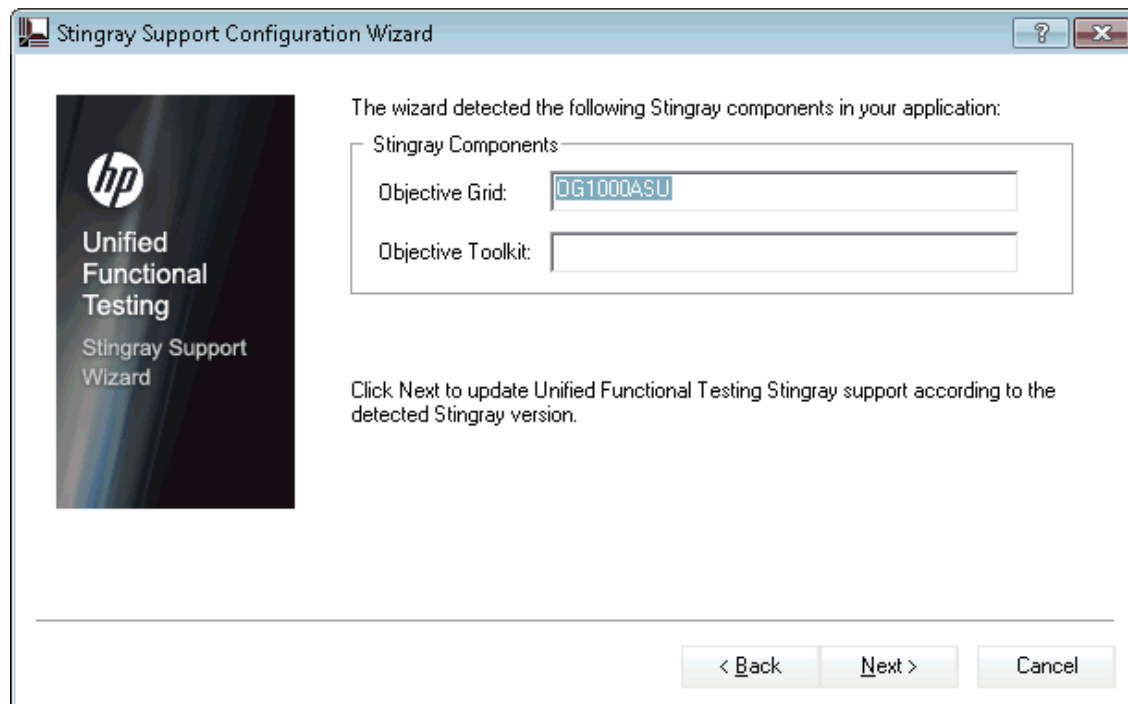 Stingray Support Configuration Wizard
?
hp
Unified
Functional
Testing
Stingray Support
Wizard
The wizard detected the following Stingray components in your application:
Stingray Components
Objective Grid:
OG1000ASU
Objective Toolkit:
Click Next to update Unified Functional Testing Stingray support according to the
detected Stingray version.
< Back
Next >
Cancel